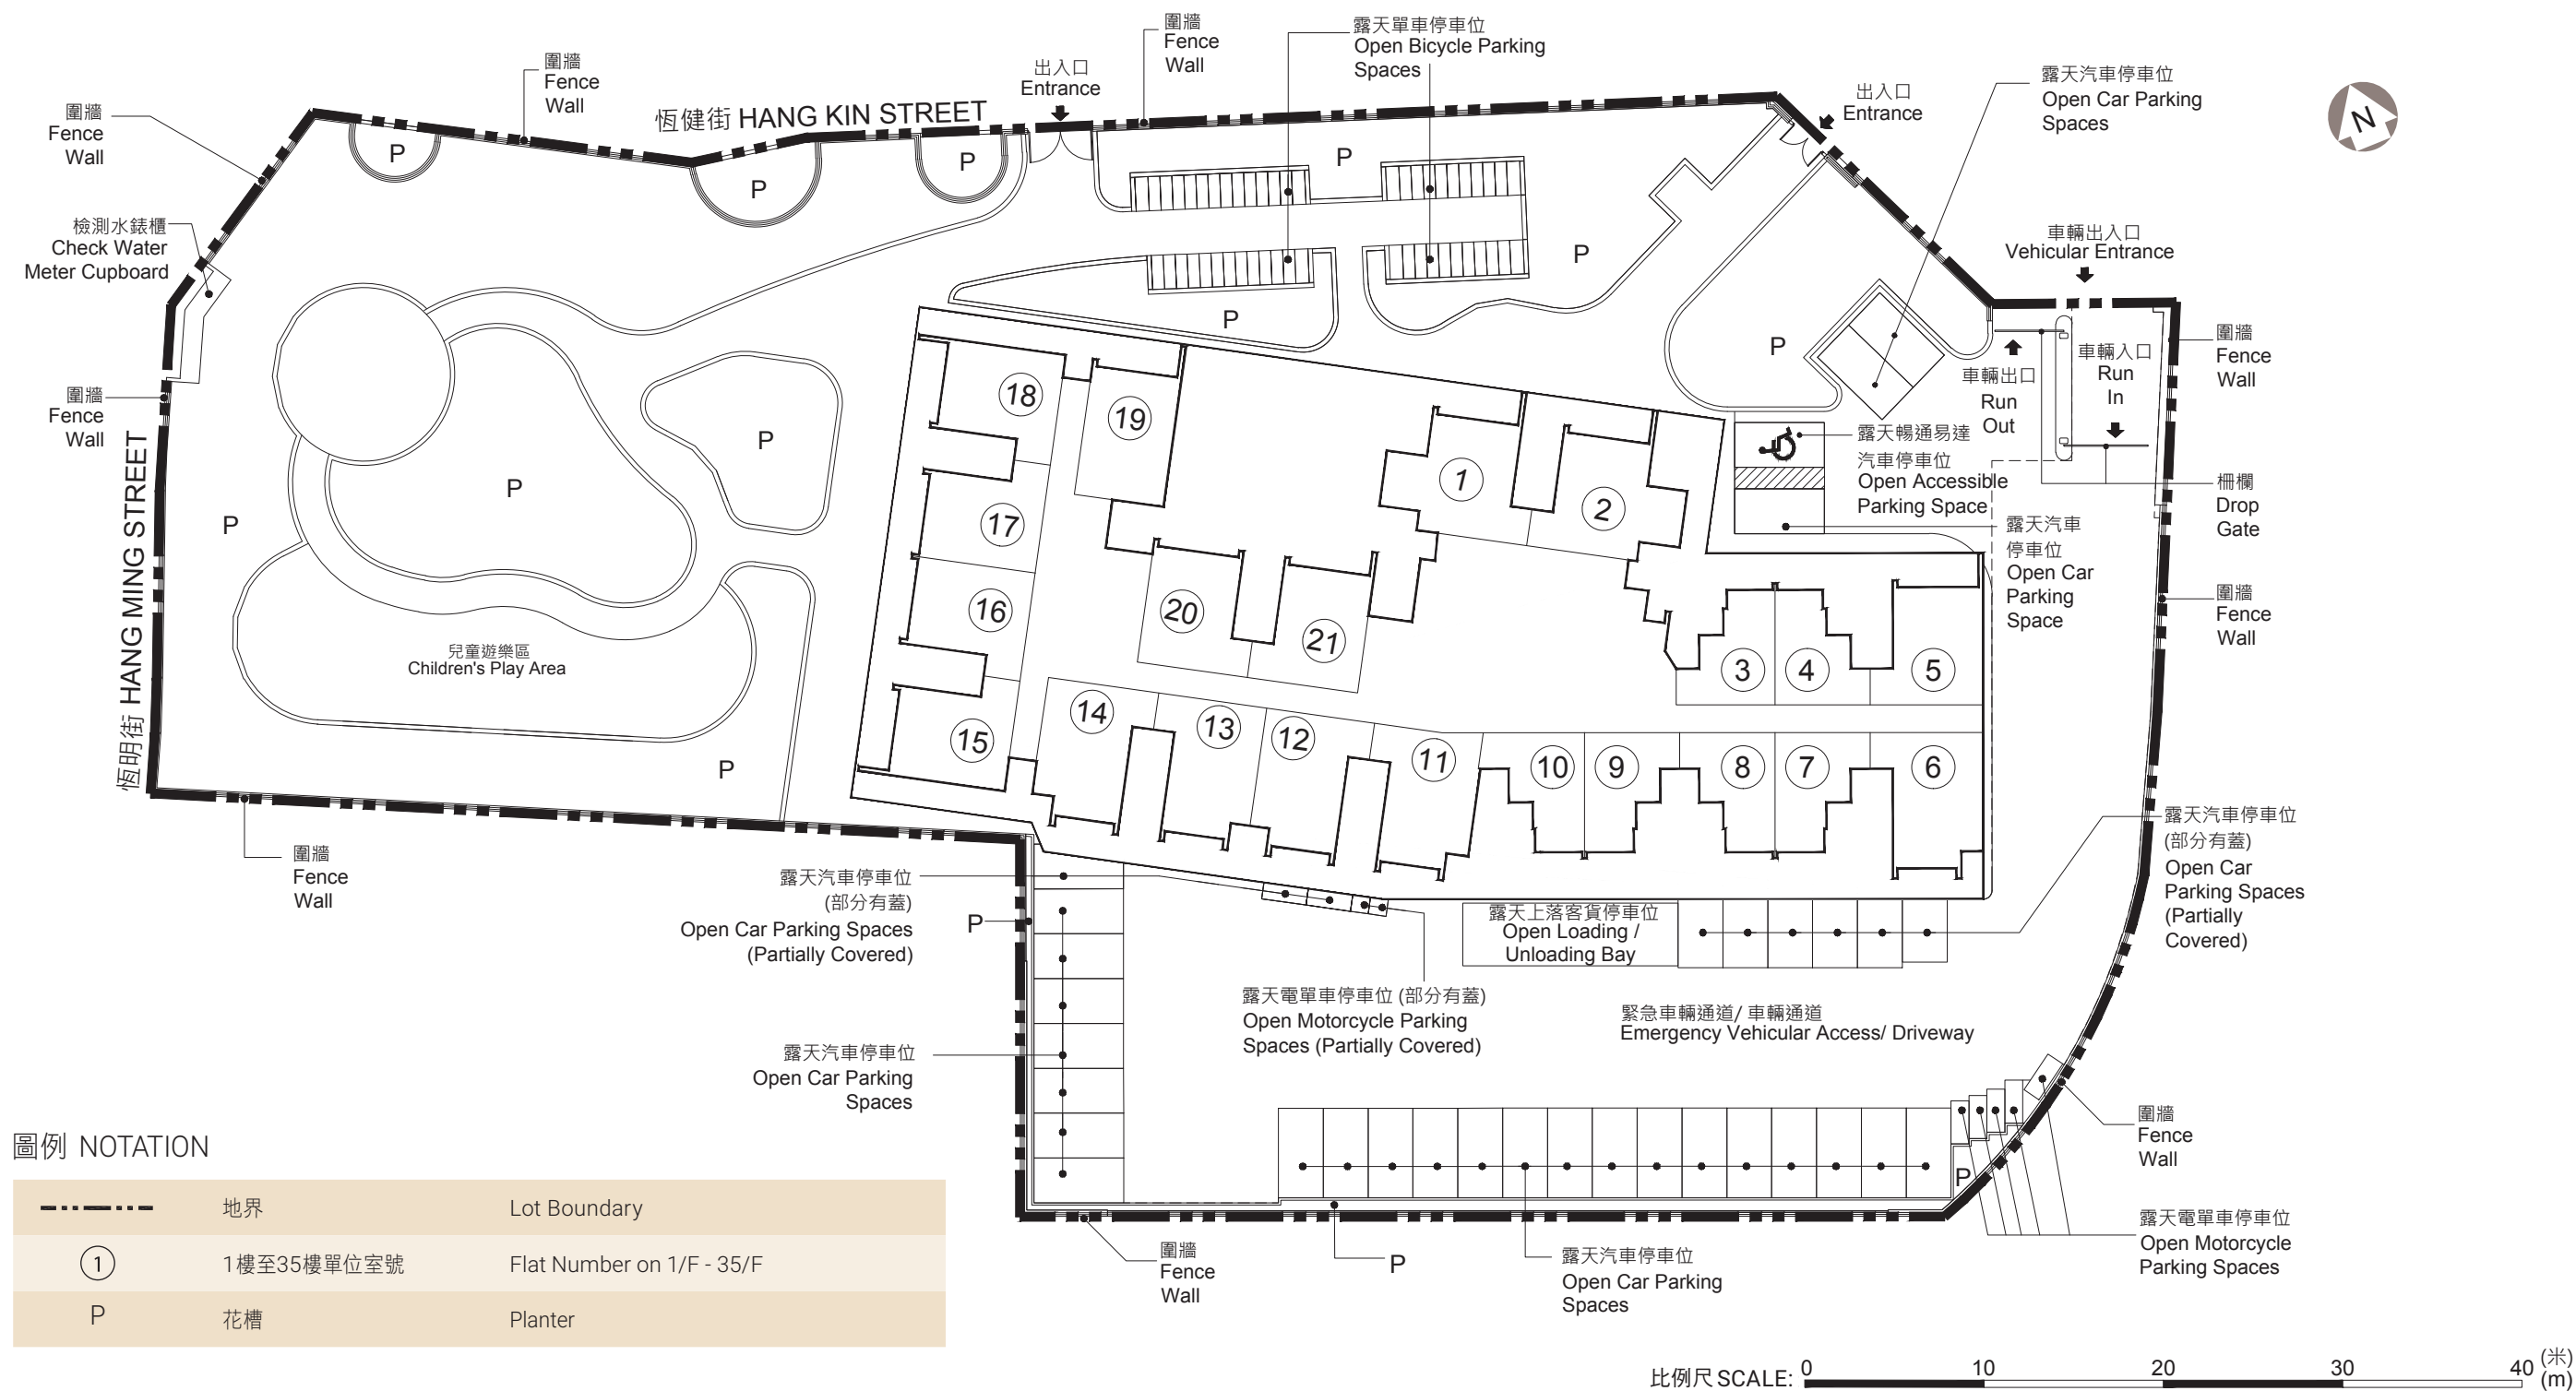 圍牆
Fence
Wall
露天單車停車位
Open Bicycle Parking
Spaces
圍牆
Fence
Wall
出入口
Entrance
露天汽車停車位
Open Car Parking
Spaces
出入口
Entrance
圍牆
Fence
Wall
恆健街 HANG KIN STREET
N
P
P
P
P
檢測水錶櫃
Check Water
Meter Cupboard
車輛出入口
Vehicular Entrance
P
P
P
圍牆
Fence
Wall
車輛入口
Run
In
車輛出口
Run
Out
圍牆
Fence
Wall
18
19
1
2
露天暢通易達
汽車停車位
Open Accessible
Parking Space
柵欄
Drop
Gate
P
P
P
17
露天汽車
停車位
Open Car
Parking
Space
恆明街 HANG MING STREET
16
20
21
圍牆
Fence
Wall
兒童遊樂區
Children's Play Area
3
4
5
15
14
13
12
11
10
9
8
7
6
P
露天汽車停車位
(部分有蓋)
Open Car
Parking Spaces
(Partially
Covered)
圍牆
Fence
Wall
露天汽車停車位
(部分有蓋)
Open Car Parking Spaces
(Partially Covered)
P
露天上落客貨停車位
Open Loading /
Unloading Bay
露天電單車停車位 (部分有蓋)
Open Motorcycle Parking
Spaces (Partially Covered)
緊急車輛通道/ 車輛通道
Emergency Vehicular Access/ Driveway
露天汽車停車位
Open Car Parking
Spaces
圍牆
Fence
Wall
P
露天電單車停車位
Open Motorcycle
Parking Spaces
圍牆
Fence
Wall
P
露天汽車停車位
Open Car Parking
Spaces
圖例 NOTATION
地界 Lot Boundary
1 1樓至35樓單位室號 Flat Number on 1/F - 35/F
P 花槽 Planter
比例尺 SCALE: 0 10 20 30 40 (米)
(m)